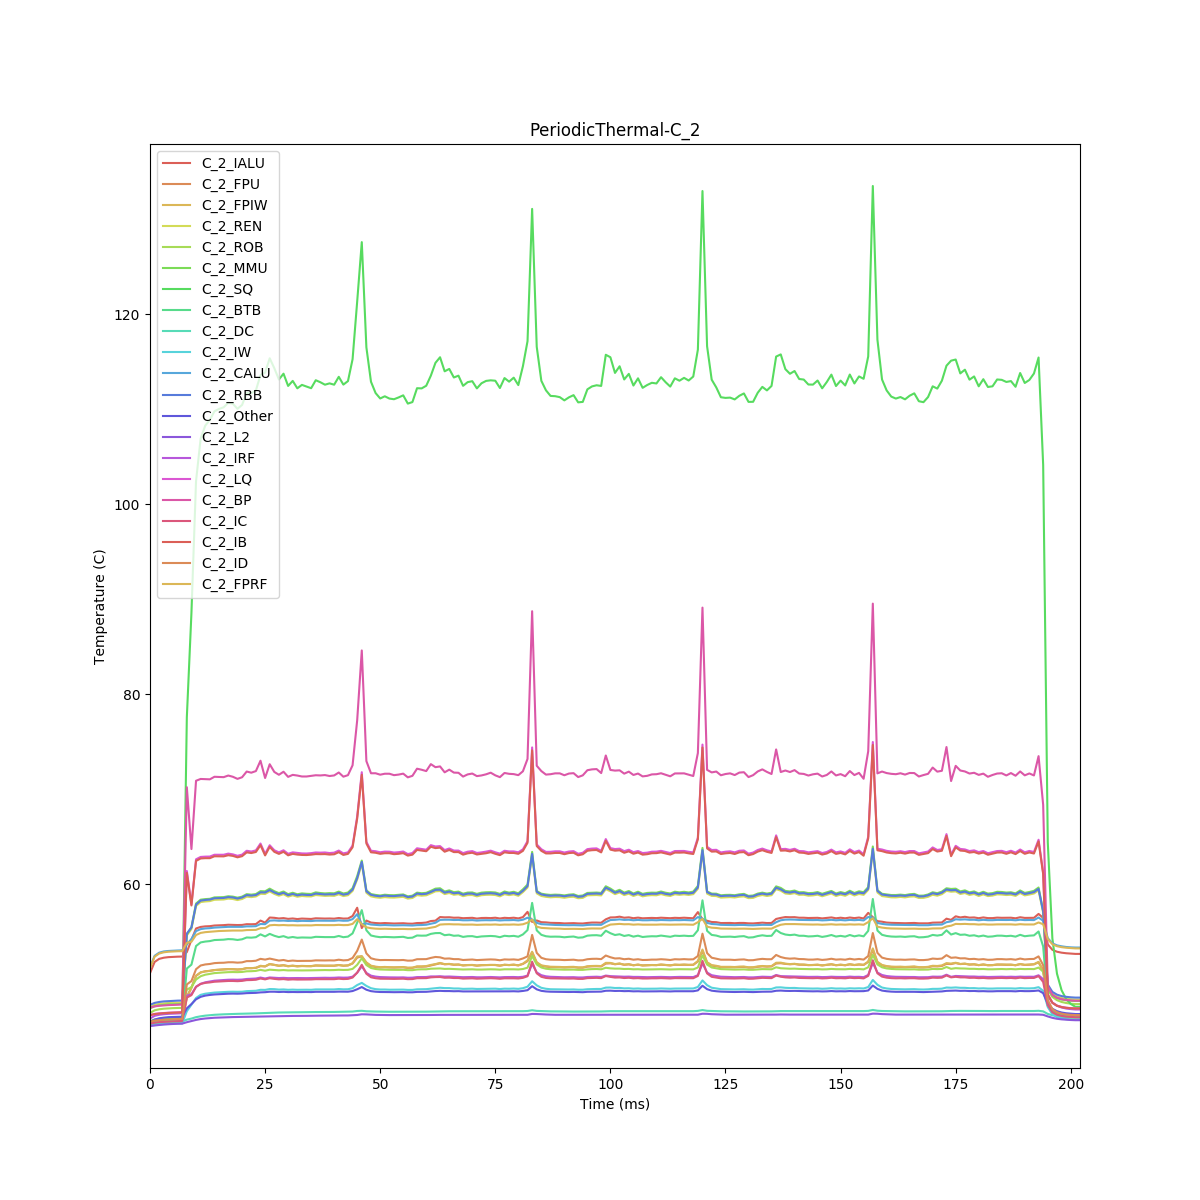 PeriodicThermal-C_2
C_2_IALU
C_2_FPU
C_2_FPIW
C_2_REN
C_2_ROB
C_2_MMU
C_2_SQ
C_2_BTB
C_2_DC
C_2_IW
C_2_CALU
C_2_RBB
C_2_Other
C_2_L2
C_2_IRF
C_2_LQ
C_2_BP
C_2_IC
C_2_IB
C_2_ID
C_2_FPRF
Temperature (C)
120
100
80
60
0 25 50 75 100 125 150 175 200
Time (ms)